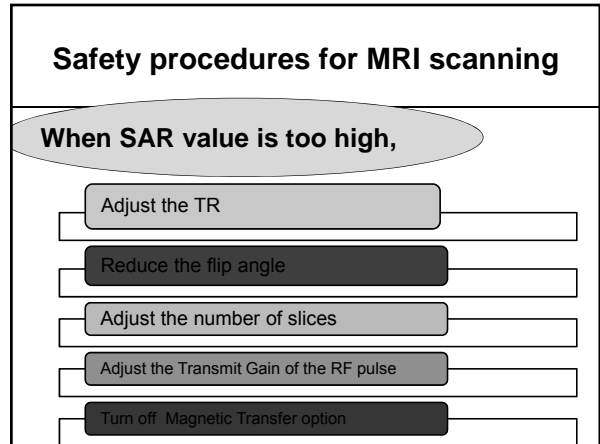 Safety procedures for MRI scanning
When SAR value is too high,
Adjust the TR
Reduce the flip angle
Adjust the number of slices
Adjust the Transmit Gain of the RF pulse
Turn off Magnetic Transfer option